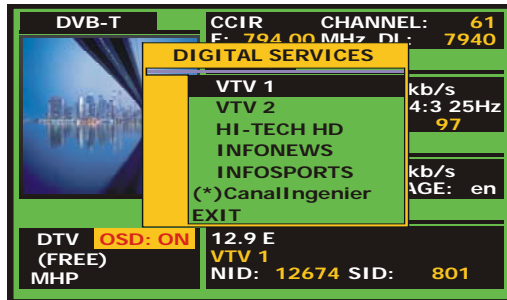 DVB-T
CCIR CHANNEL: 61
F: 794.00 MHz DL: 7940
DIGITAL SERVICES
VTV 1
kb/s
VTV 2
4:3 25Hz
HI-TECH HD
97
INFONEWS
INFOSPORTS
kb/s
(*)CanalIngenier
AGE: en
EXIT
DTV OSD: ON
12.9 E
(FREE)
VTV 1
MHP
NID: 12674 SID: 801